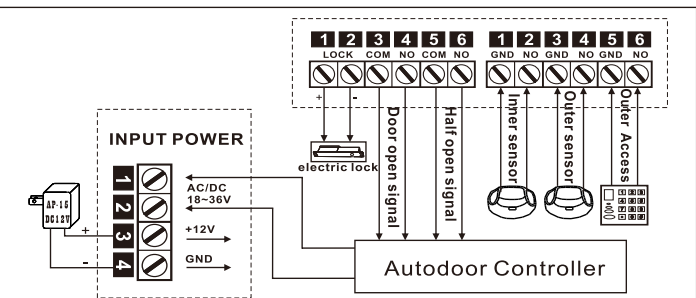 1 2 3 4 5 6
LOCK COM NO COM NO
1 2 3 4 5 6
GND NO GND NO GND NO
+ -
electric lock
Door open signal
Half open signal
Inner sensor
Outer sensor
Outer Access
INPUT POWER
1
2
3
4
AC/DC
18~36V
+12V
GND
AP-15
DC12V
+
-
Autodoor Controller